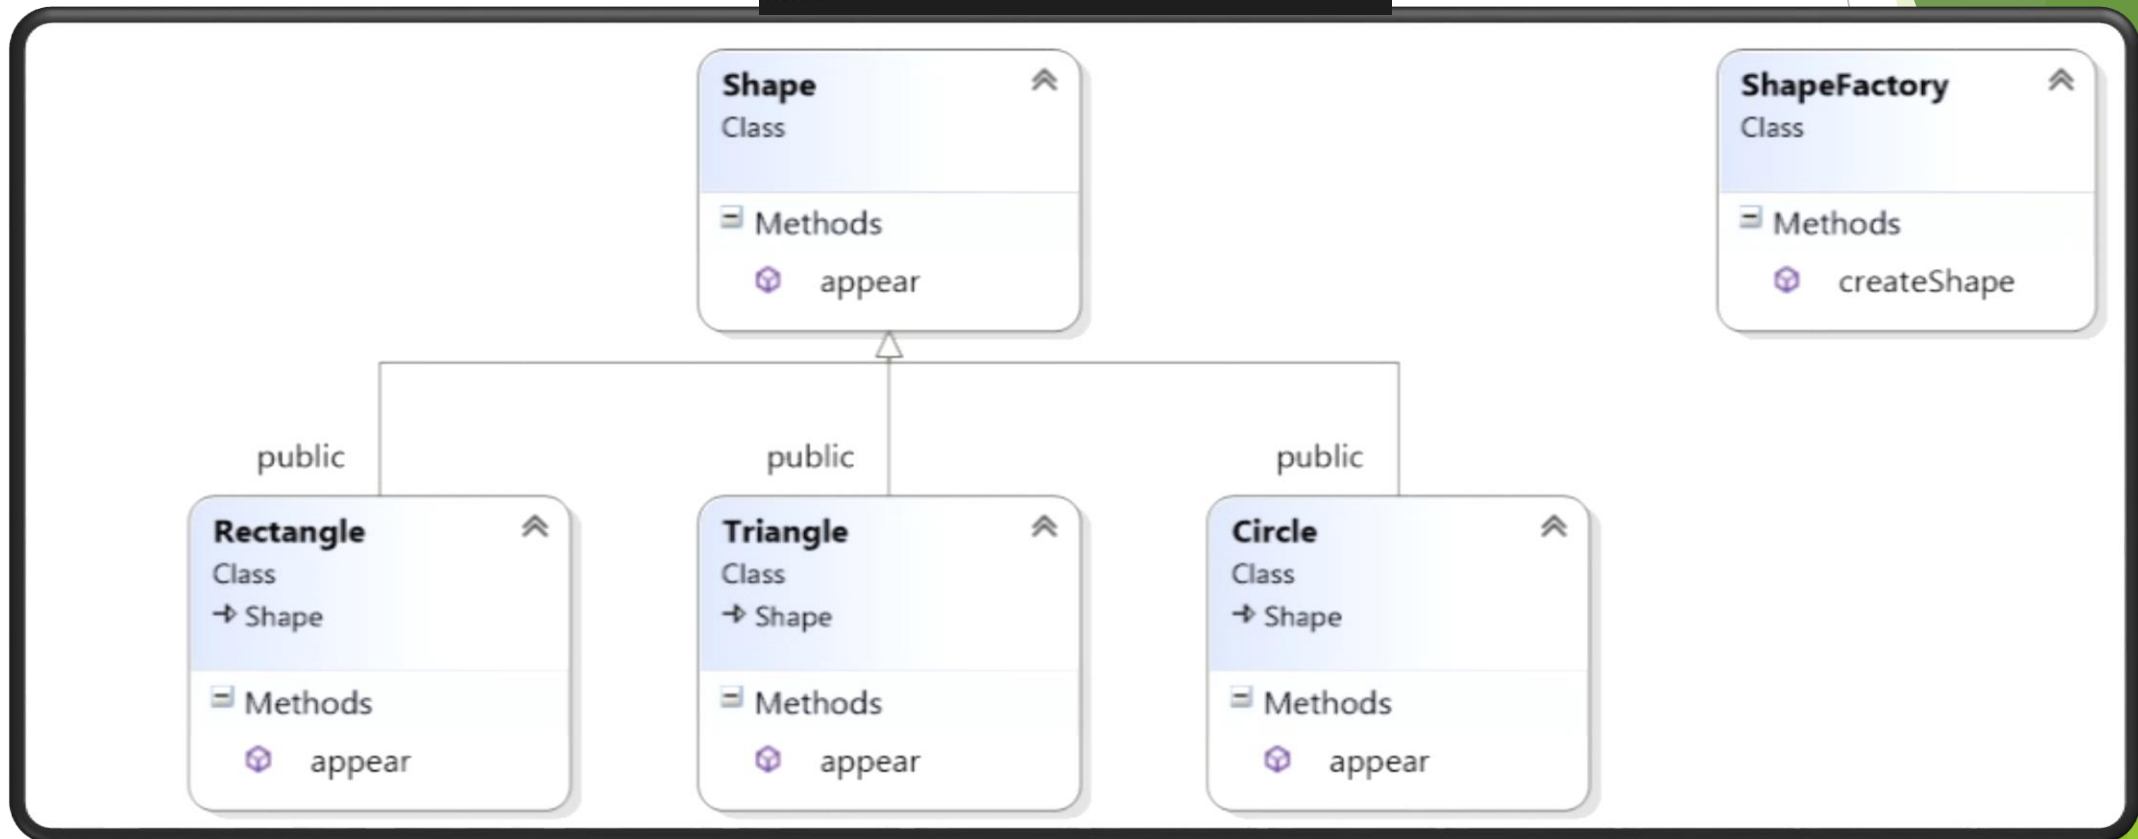 Shape
Class
Methods
appear
ShapeFactory
Class
Methods
createShape
public
public
public
Rectangle
Class
Shape
Methods
appear
Triangle
Class
Shape
Methods
appear
Circle
Class
Shape
Methods
appear